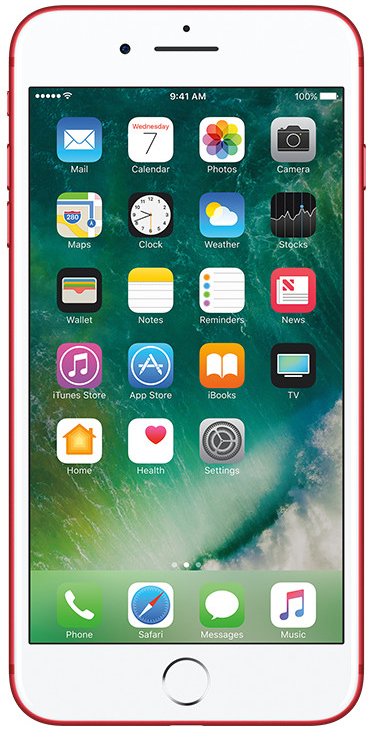 9:41 AM 100%
Wednesday
7
Mail Calendar Photos Camera
280
Maps Clock Weather Stocks
Wallet Notes Reminders News
iTunes Store App Store iBooks TV
Home Health Settings
Phone Safari Messages Music